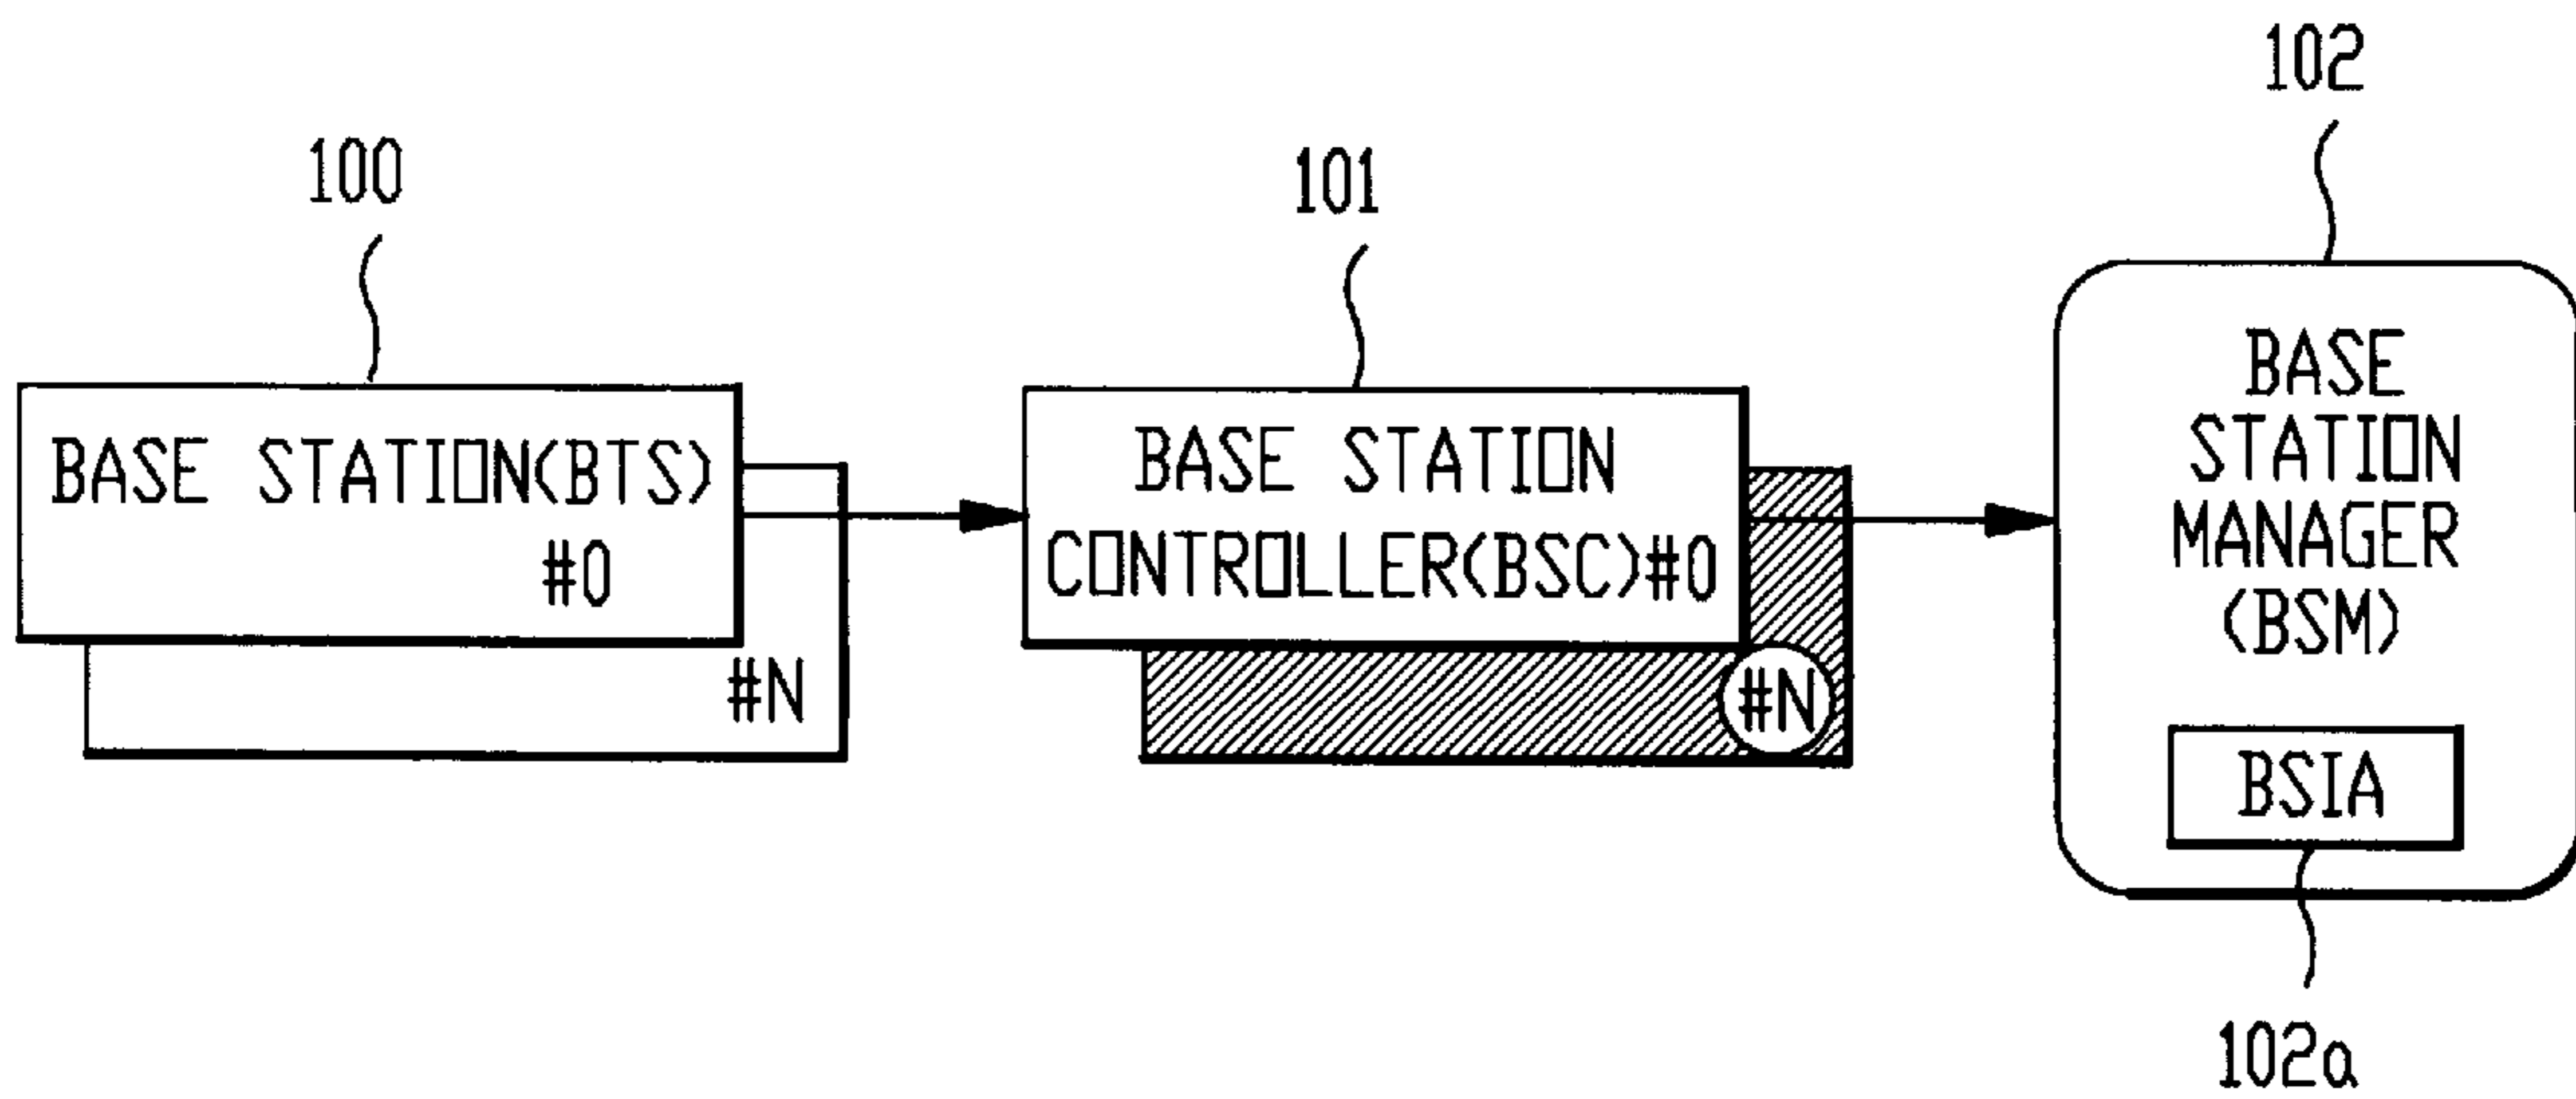 100
BASE STATION(BTS)
#0
#N
101
BASE STATION
CONTROLLER(BSC)#0
#N
102
BASE
STATION
MANAGER
(BSM)
BSIA
102a